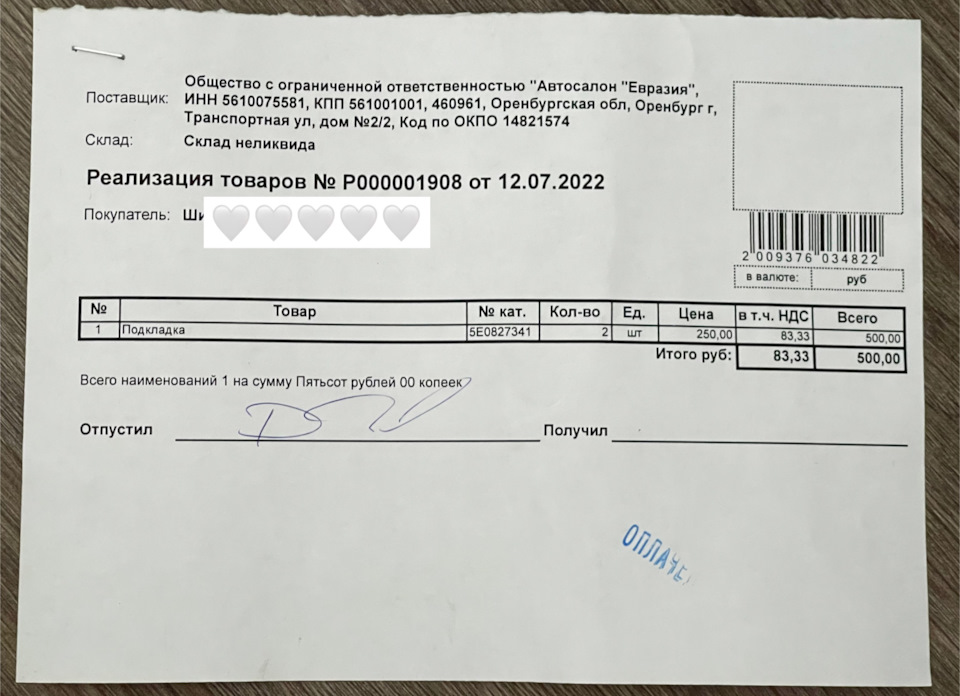 Поставщик: Общество с ограниченной ответственностью "Автосалон "Евразия",
ИНН 5610075581, КПП 561001001, 460961, Оренбургская обл, Оренбург г,
Транспортная ул, дом №2/2, Код по ОКПО 14821574
Склад: Склад неликвида
Реализация товаров № Р000001908 от 12.07.2022
Покупатель: Ши
2 009376 034822
в валюте: руб
№ Товар № кат. Кол-во Ед. Цена в т.ч. НДС Всего
1 Подкладка 5E0827341 2 шт 250,00 83,33 500,00
Итого руб: 83,33 500,00
Всего наименований 1 на сумму Пятьсот рублей 00 копеек
Отпустил Получил
ОПЛАЧЕ